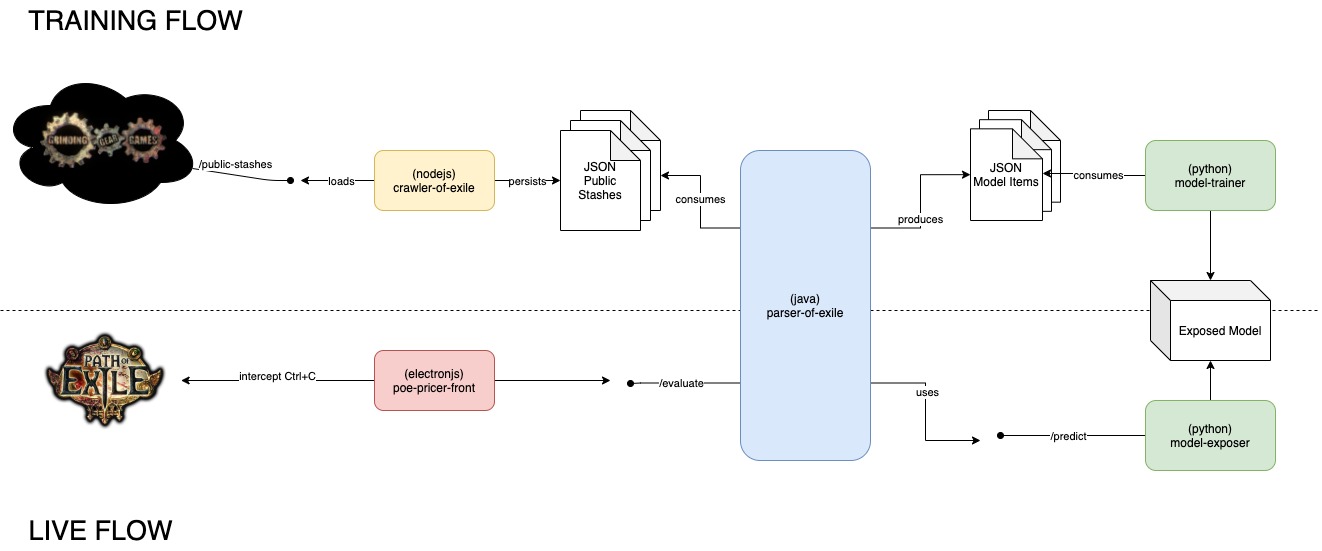 TRAINING FLOW
GRINDING GEAR GAMES
/public-stashes
loads
(nodejs)
crawler-of-exile
persists
JSON
Public
Stashes
consumes
(java)
parser-of-exile
produces
JSON
Model Items
consumes
(python)
model-trainer
Exposed Model
PATH OF
EXILE
intercept Ctrl+C
(electronjs)
poe-pricer-front
/evaluate
uses
/predict
(python)
model-exposer
LIVE FLOW